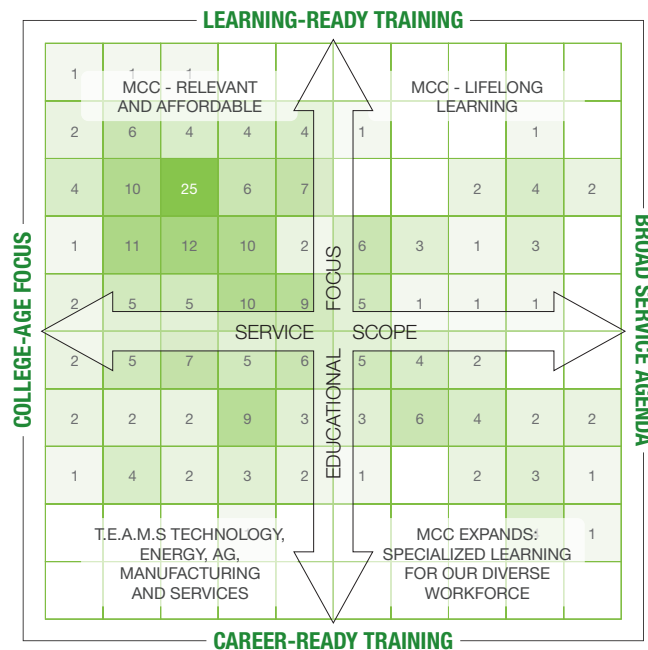 LEARNING-READY TRAINING
1 1 1
MCC - RELEVANT
AND AFFORDABLE
MCC - LIFELONG
LEARNING
2 6 4 4 4 1 1
4 10 25 6 7 2 4 2
1 11 12 10 2 6 3 1 3
2 5 5 10 9 5 1 1 1
COLLEGE-AGE FOCUS
SERVICE SCOPE
EDUCATIONAL FOCUS
BROAD SERVICE AGENDA
2 5 7 5 6 5 4 2
2 2 2 9 3 3 6 4 2 2
1 4 2 3 2 1 2 3 1
1
T.E.A.M.S TECHNOLOGY,
ENERGY, AG,
MANUFACTURING
AND SERVICES
MCC EXPANDS:
SPECIALIZED LEARNING
FOR OUR DIVERSE
WORKFORCE
CAREER-READY TRAINING